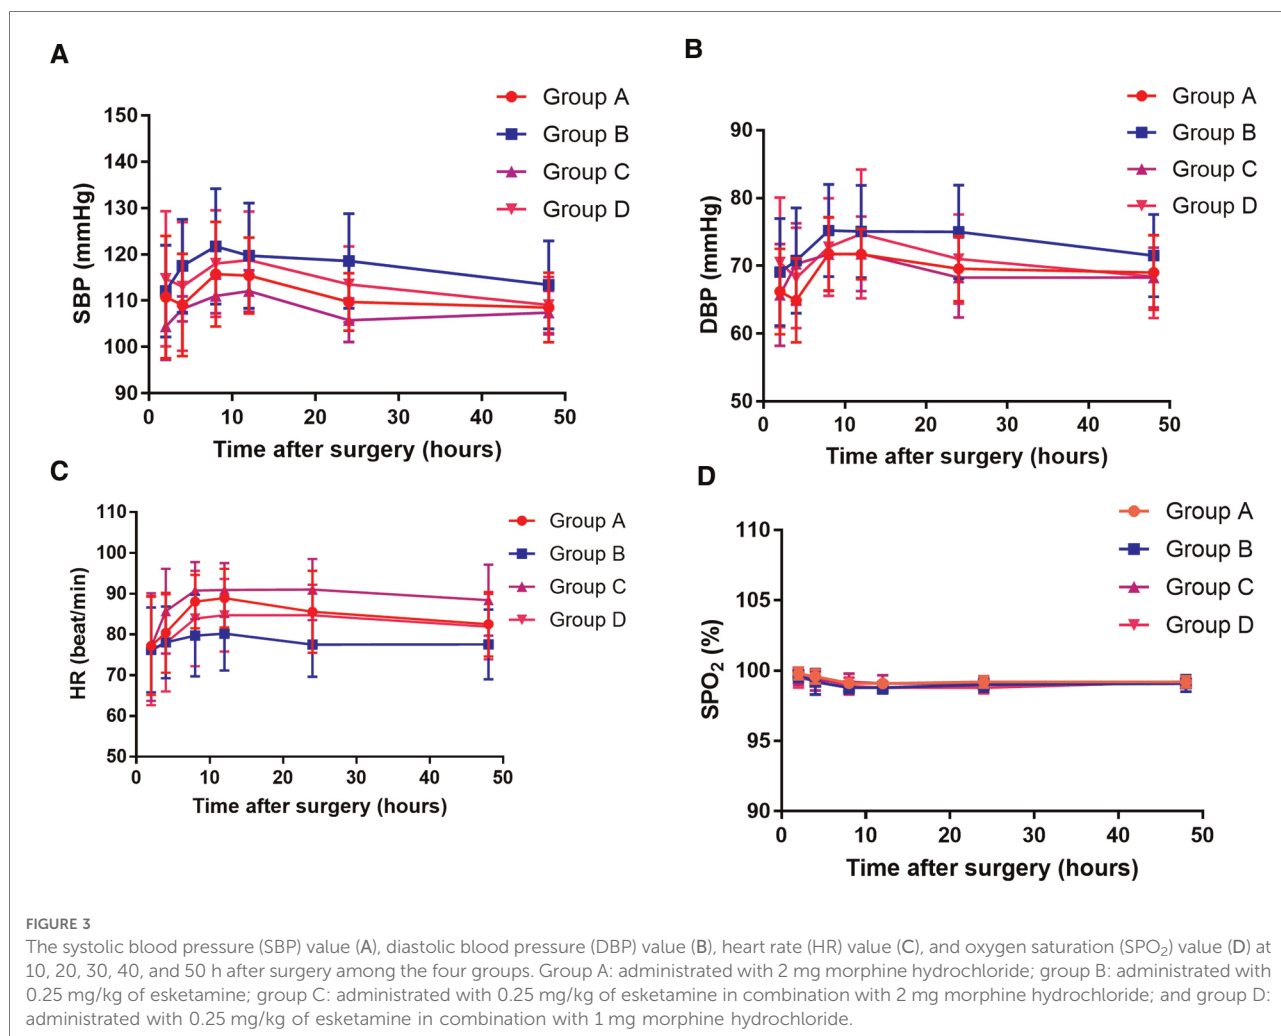 A
Group A
Group B
Group C
Group D
150
140
130
120
110
100
90
SBP (mmHg)
0 10 20 30 40 50
Time after surgery (hours)
B
Group A
Group B
Group C
Group D
90
80
70
60
50
DBP (mmHg)
0 10 20 30 40 50
Time after surgery (hours)
C
Group A
Group B
Group C
Group D
110
100
90
80
70
60
50
HR (beat/min)
0 10 20 30 40 50
Time after surgery (hours)
D
Group A
Group B
Group C
Group D
110
105
100
95
90
SPO2 (%)
0 10 20 30 40 50
Time after surgery (hours)
FIGURE 3
The systolic blood pressure (SBP) value (A), diastolic blood pressure (DBP) value (B), heart rate (HR) value (C), and oxygen saturation (SPO2) value (D) at
10, 20, 30, 40, and 50 h after surgery among the four groups. Group A: administrated with 2 mg morphine hydrochloride; group B: administrated with
0.25 mg/kg of esketamine; group C: administrated with 0.25 mg/kg of esketamine in combination with 2 mg morphine hydrochloride; and group D:
administrated with 0.25 mg/kg of esketamine in combination with 1 mg morphine hydrochloride.